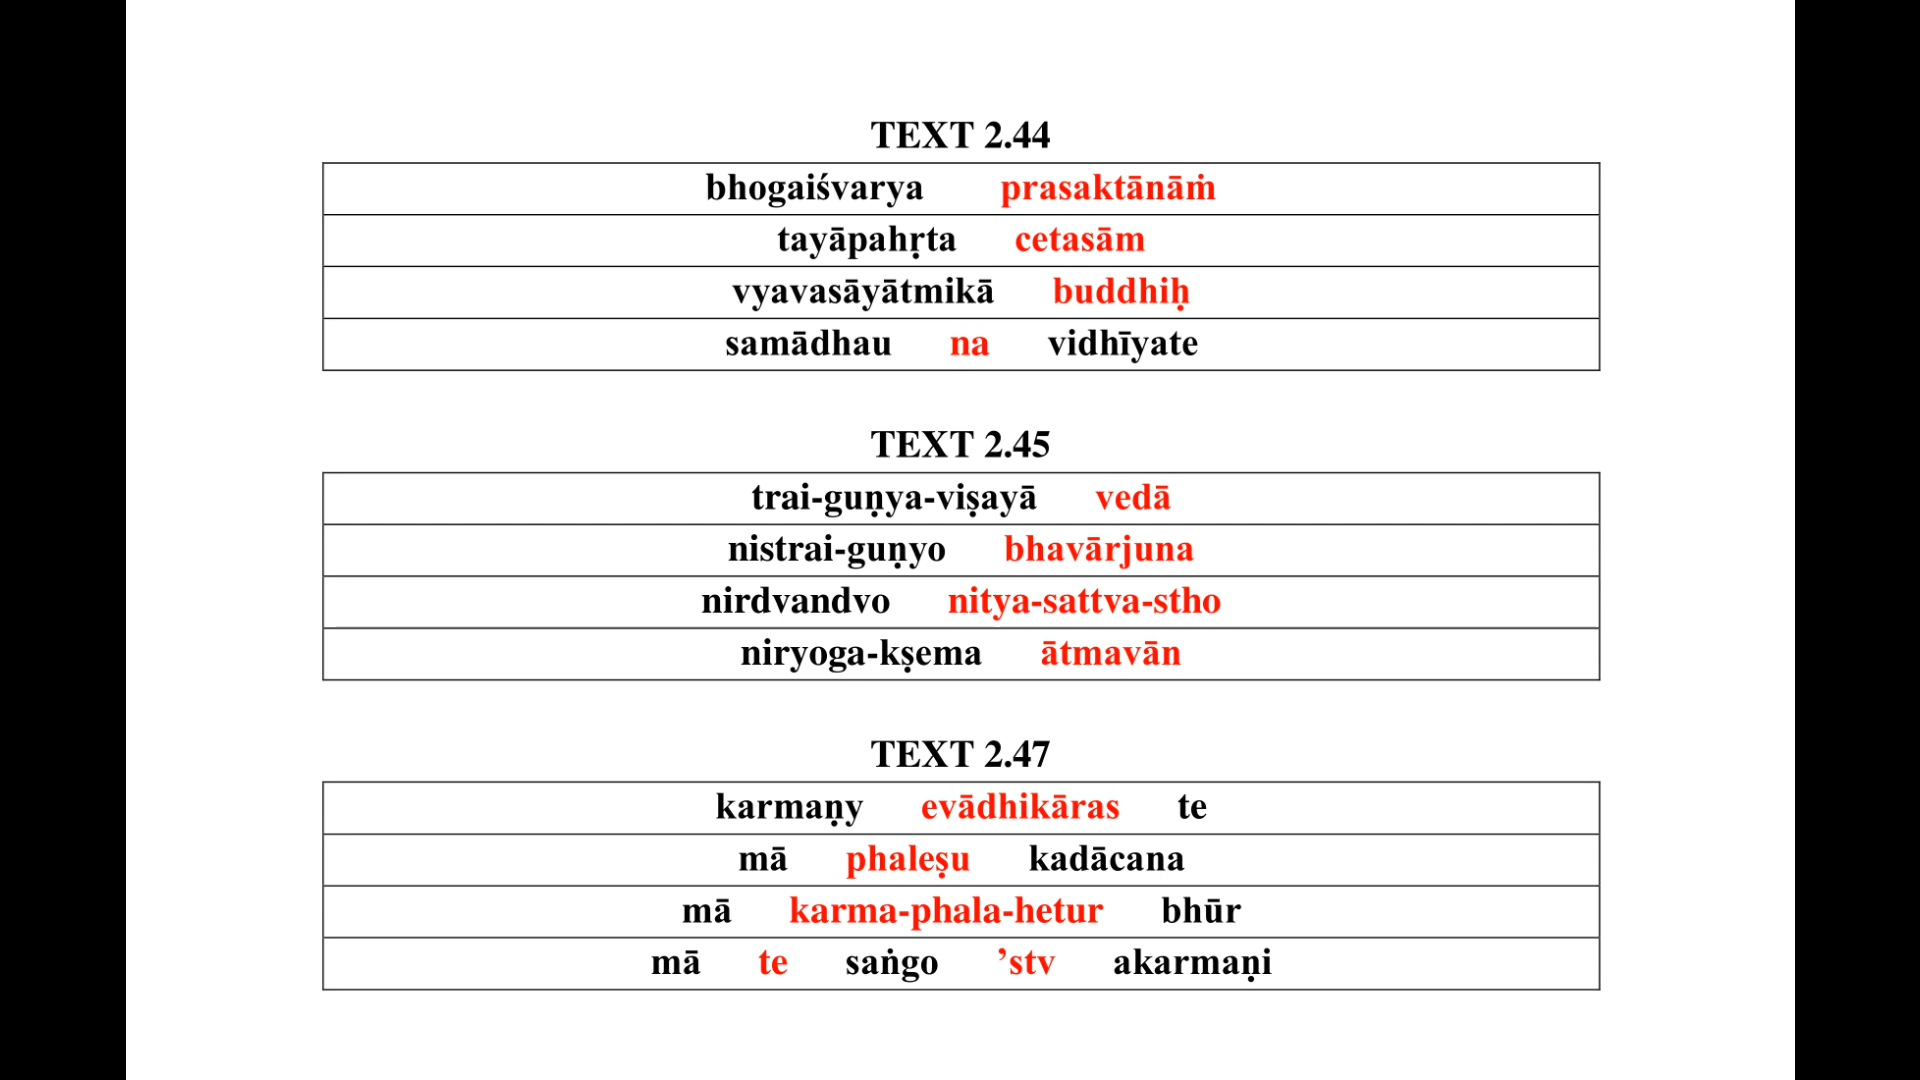 TEXT 2.44
bhogaiśvarya prasaktānāṁ
tayāpahṛta cetasām
vyavasāyātmikā buddhiḥ
samādhau na vidhīyate
TEXT 2.45
trai-guṇya-viṣayā vedā
nistrai-guṇyo bhavārjuna
nirdvandvo nitya-sattva-stho
niryoga-kṣema ātmavān
TEXT 2.47
karmaṇy evādhikāras te
mā phaleṣu kadācana
mā karma-phala-hetur bhūr
mā te saṅgo ’stv akarmaṇi